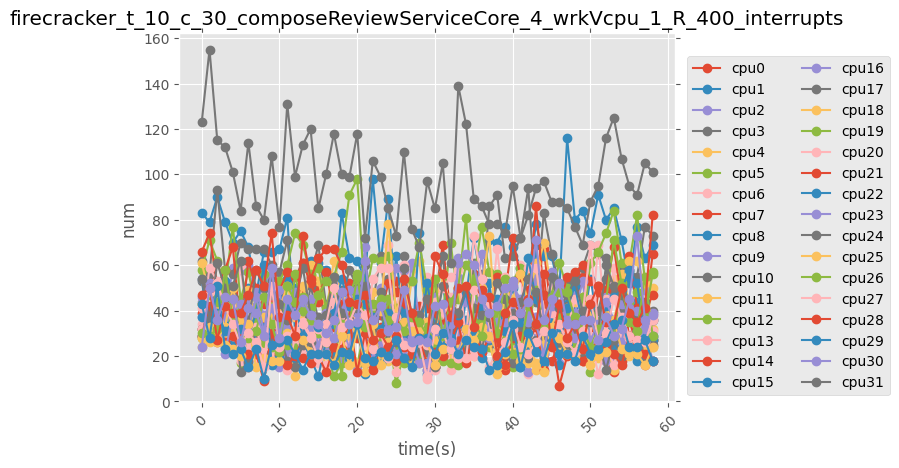 firecracker_t_10_c_30_composeReviewServiceCore_4_wrkVcpu_1_R_400_interrupts
160
140
120
100
80
60
40
20
0
num
0
10
20
30
40
50
60
time(s)
cpu0
cpu1
cpu2
cpu3
cpu4
cpu5
cpu6
cpu7
cpu8
cpu9
cpu10
cpu11
cpu12
cpu13
cpu14
cpu15
cpu16
cpu17
cpu18
cpu19
cpu20
cpu21
cpu22
cpu23
cpu24
cpu25
cpu26
cpu27
cpu28
cpu29
cpu30
cpu31